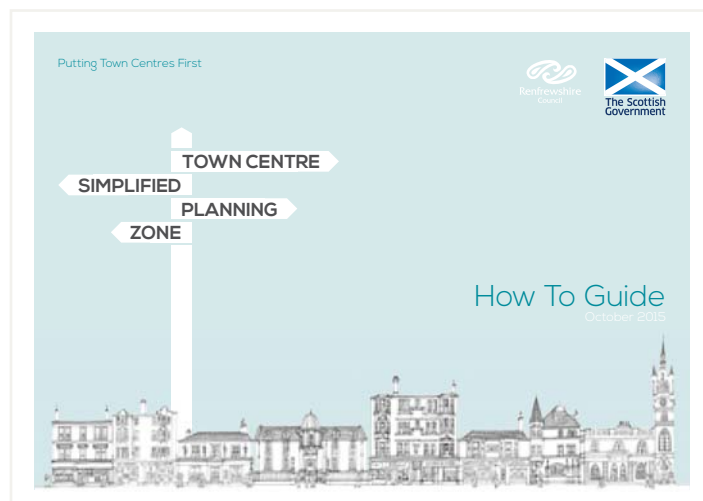 Putting Town Centres First
Renfrewshire
Council
The Scottish
Government
TOWN CENTRE
SIMPLIFIED
PLANNING
ZONE
How To Guide
October 2015